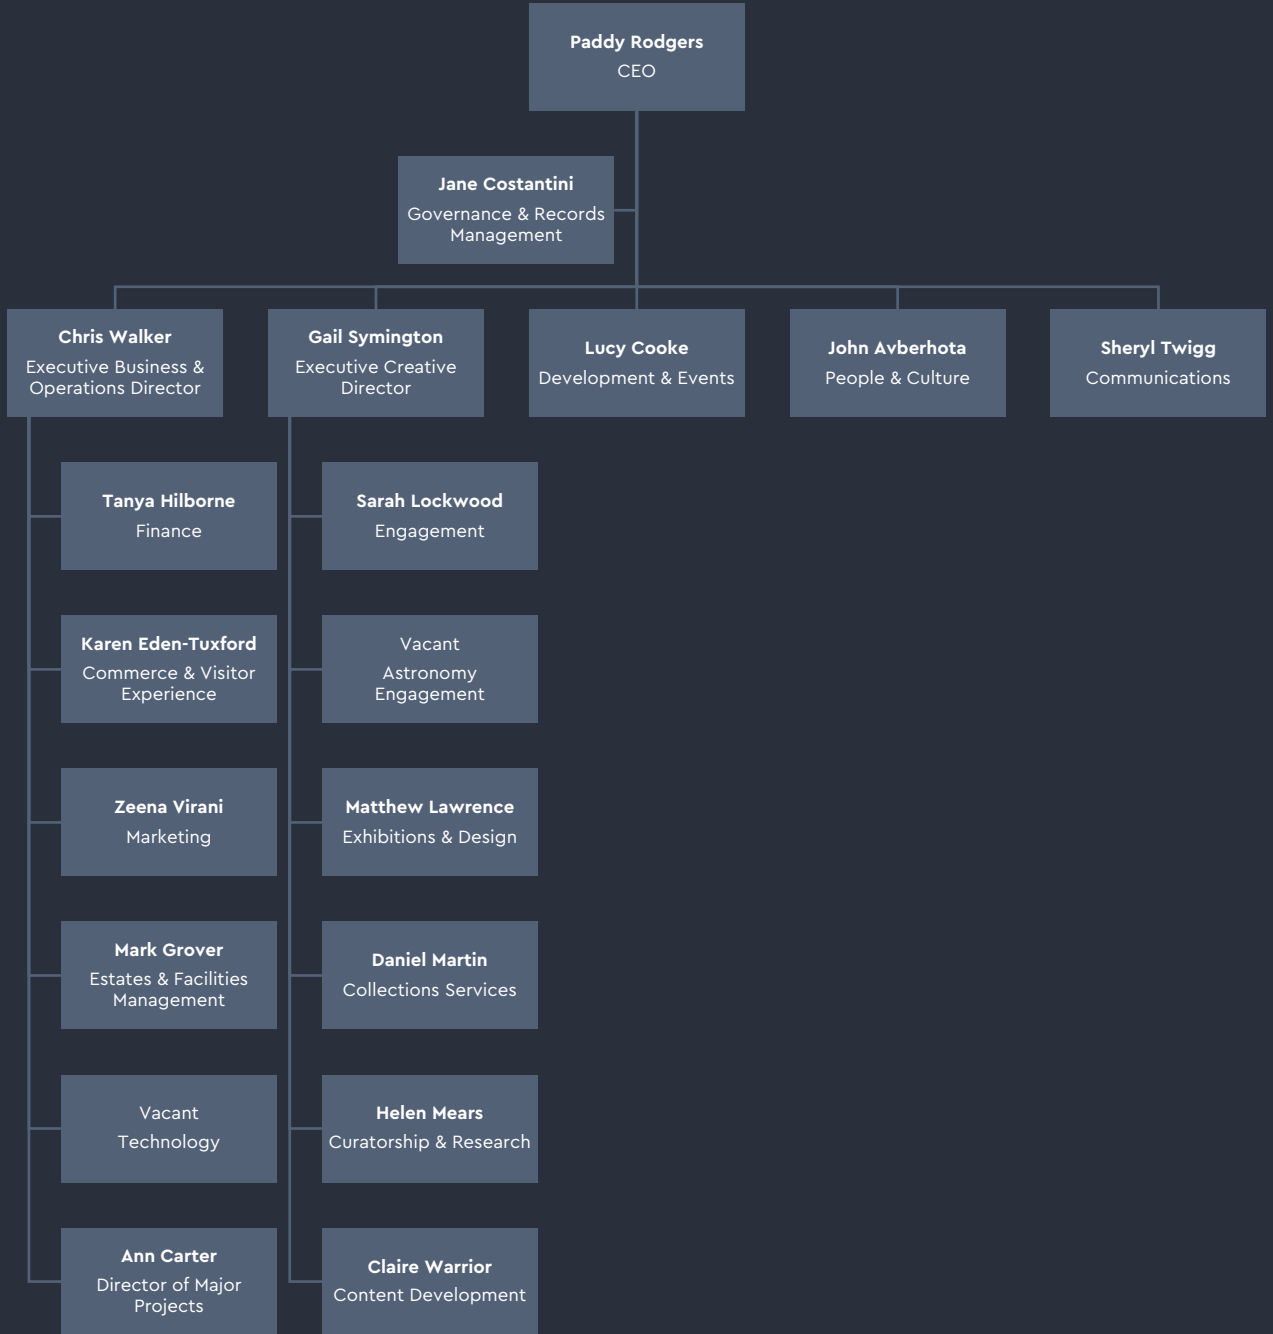 Paddy Rodgers
CEO
Jane Costantini
Governance & Records
Management
Chris Walker
Executive Business &
Operations Director
Gail Symington
Executive Creative
Director
Lucy Cooke
Development & Events
John Avberhota
People & Culture
Sheryl Twigg
Communications
Tanya Hilborne
Finance
Karen Eden-Tuxford
Commerce & Visitor
Experience
Zeena Virani
Marketing
Mark Grover
Estates & Facilities
Management
Vacant
Technology
Ann Carter
Director of Major
Projects
Sarah Lockwood
Engagement
Vacant
Astronomy
Engagement
Matthew Lawrence
Exhibitions & Design
Daniel Martin
Collections Services
Helen Mears
Curatorship & Research
Claire Warrior
Content Development